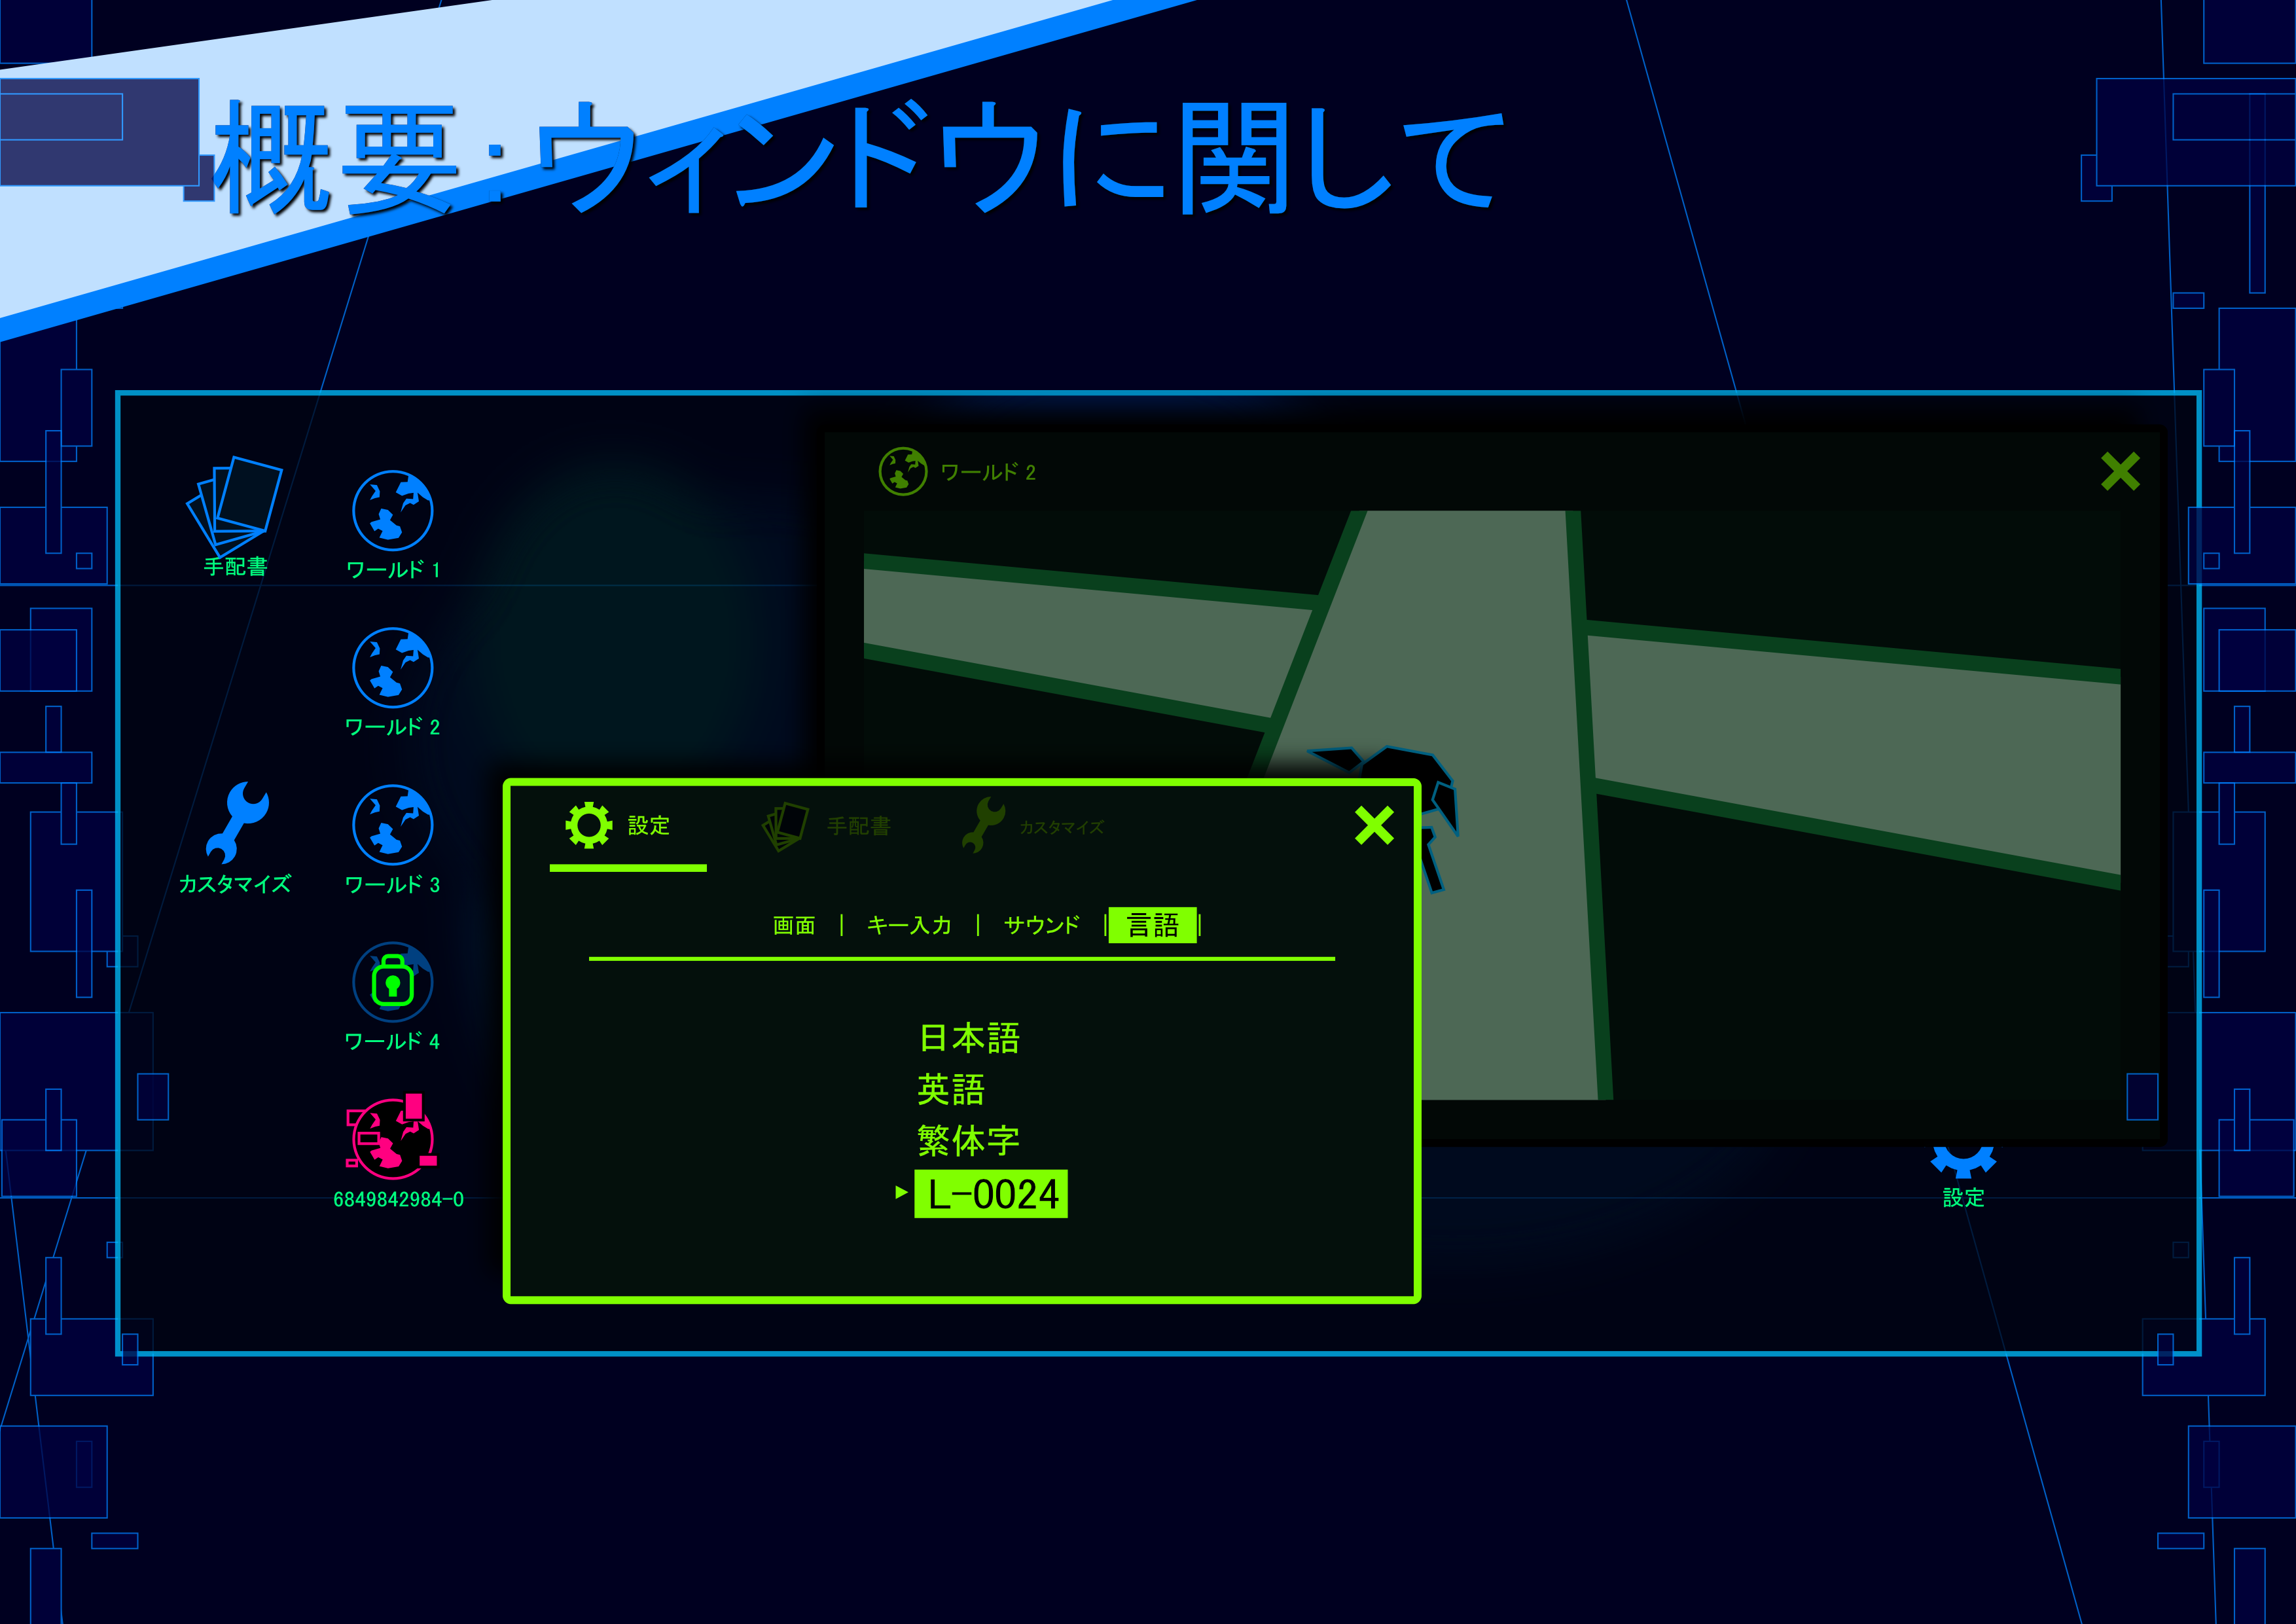 概要:ウィンドウに関して
ワールド 2
手配書
ワールド 1
ワールド 2
カスタマイズ
ワールド 3
ワールド 4
6849842984-0
設定
手配書
カスタマイズ
画面 | キー入力 | サウンド |言語|
日本語
英語
繁体字
L-0024
設定